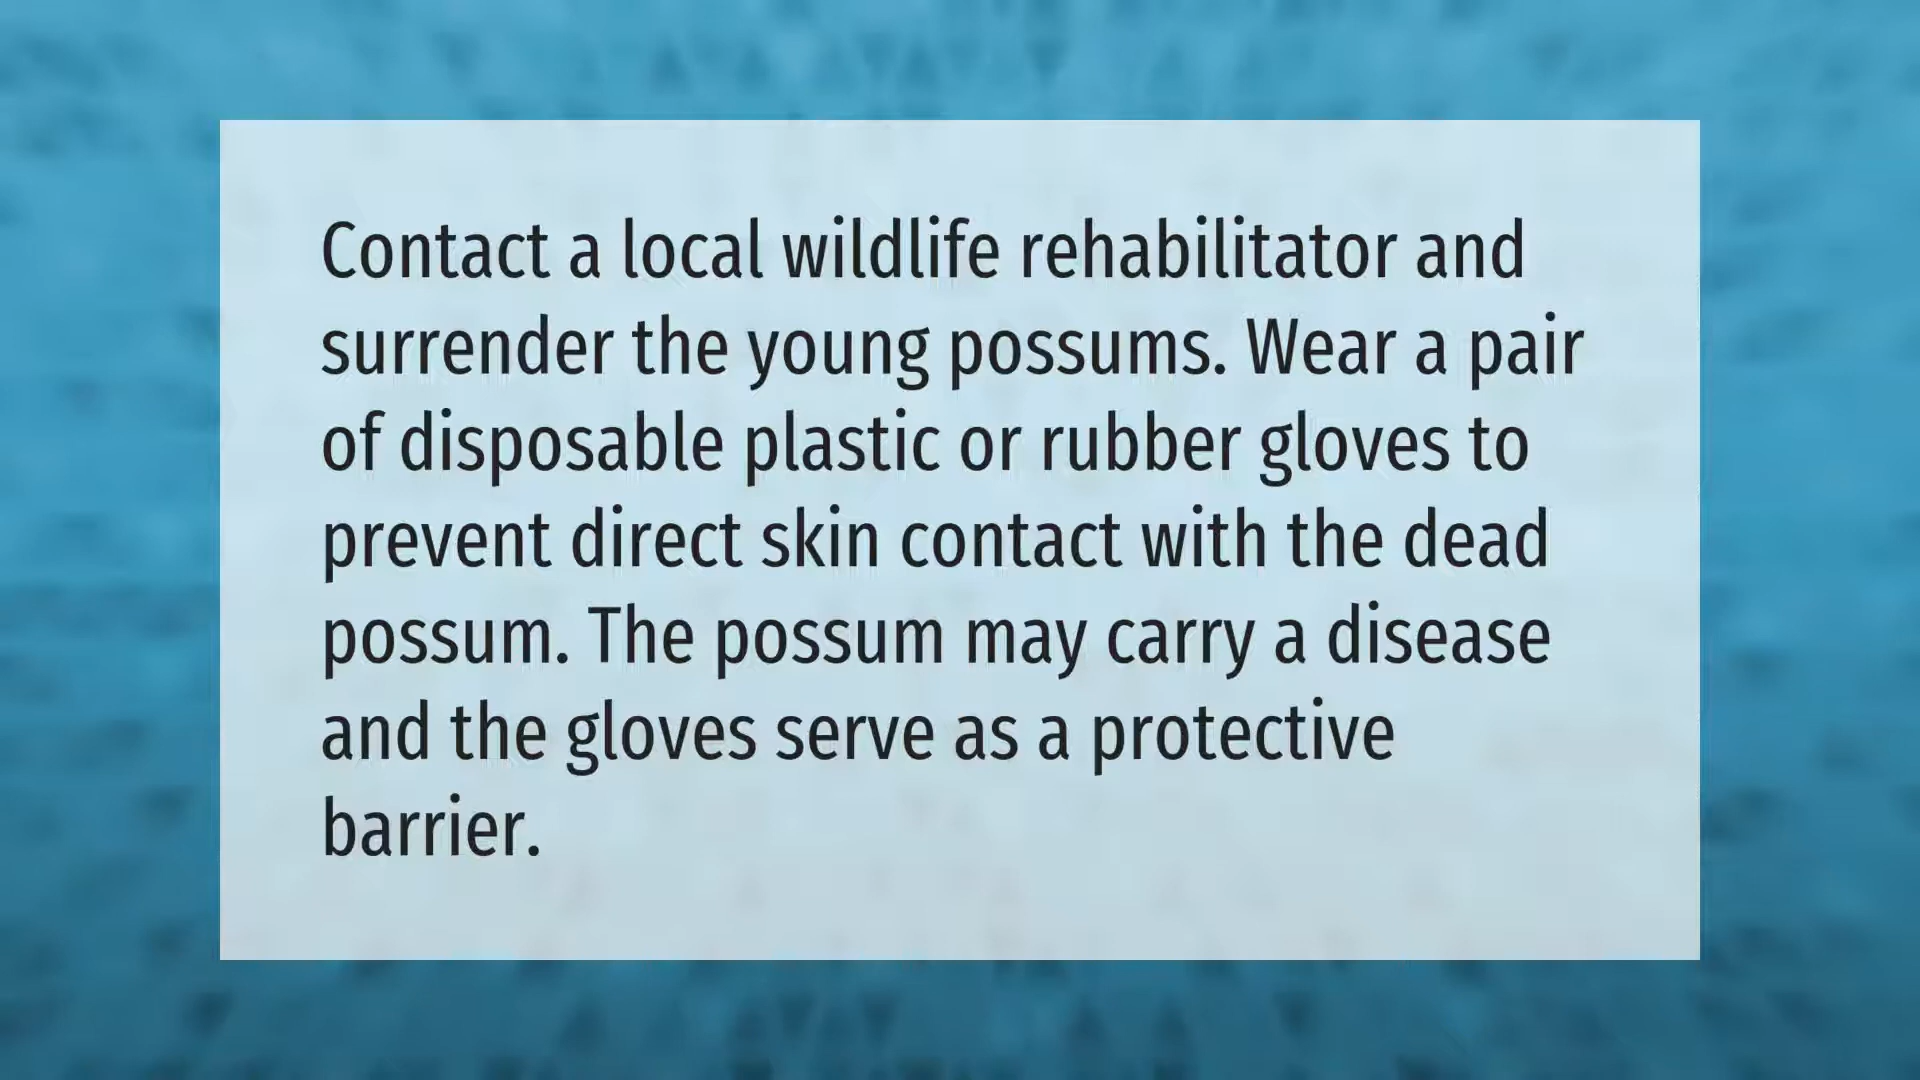 Contact a local wildlife rehabilitator and
surrender the young possums. Wear a pair
of disposable plastic or rubber gloves to
prevent direct skin contact with the dead
possum. The possum may carry a disease
and the gloves serve as a protective
barrier.